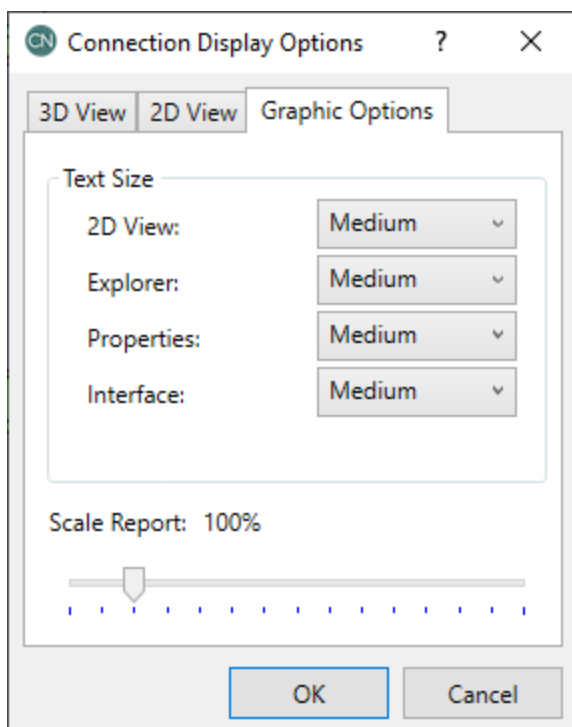 CN Connection Display Options ? X
3D View 2D View Graphic Options
Text Size
2D View: Medium
Explorer: Medium
Properties: Medium
Interface: Medium
Scale Report: 100%
OK Cancel